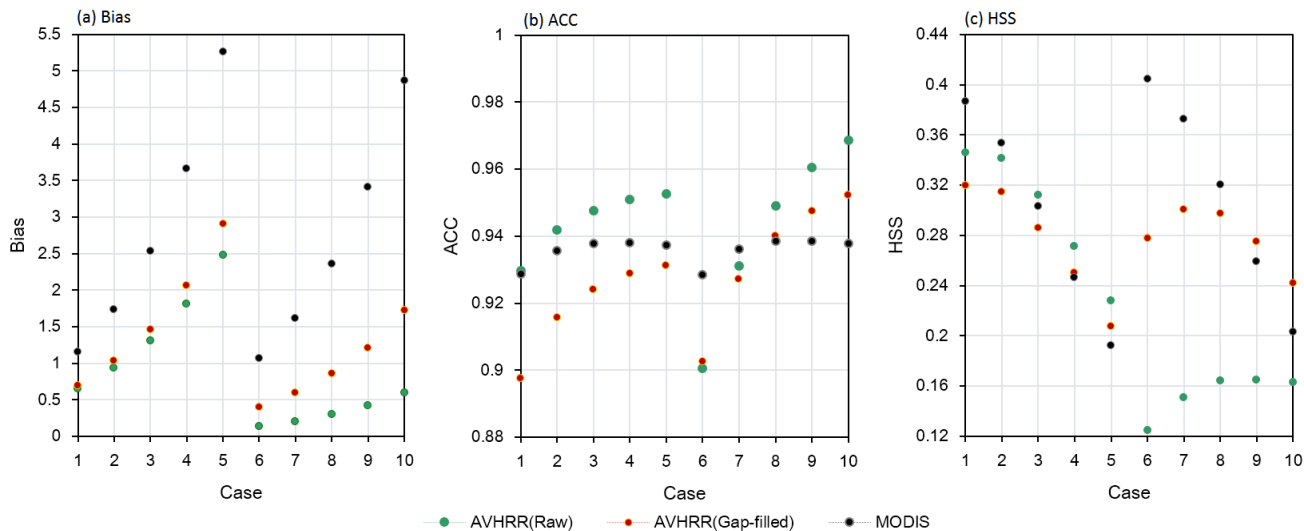 (a) Bias
5.5
5
4.5
4
3.5
3
2.5
2
1.5
1
0.5
0
Bias
1 2 3 4 5 6 7 8 9 10
Case
(b) ACC
1
0.98
0.96
0.94
0.92
0.9
0.88
ACC
1 2 3 4 5 6 7 8 9 10
Case
(c) HSS
0.44
0.4
0.36
0.32
0.28
0.24
0.2
0.16
0.12
HSS
1 2 3 4 5 6 7 8 9 10
Case
AVHRR(Raw) AVHRR(Gap-filled) MODIS